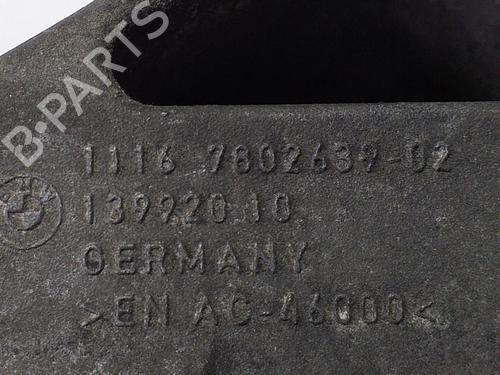 B-PARTS
1116 7802639-02
13992010
GERMANY
>EN AC-46000<